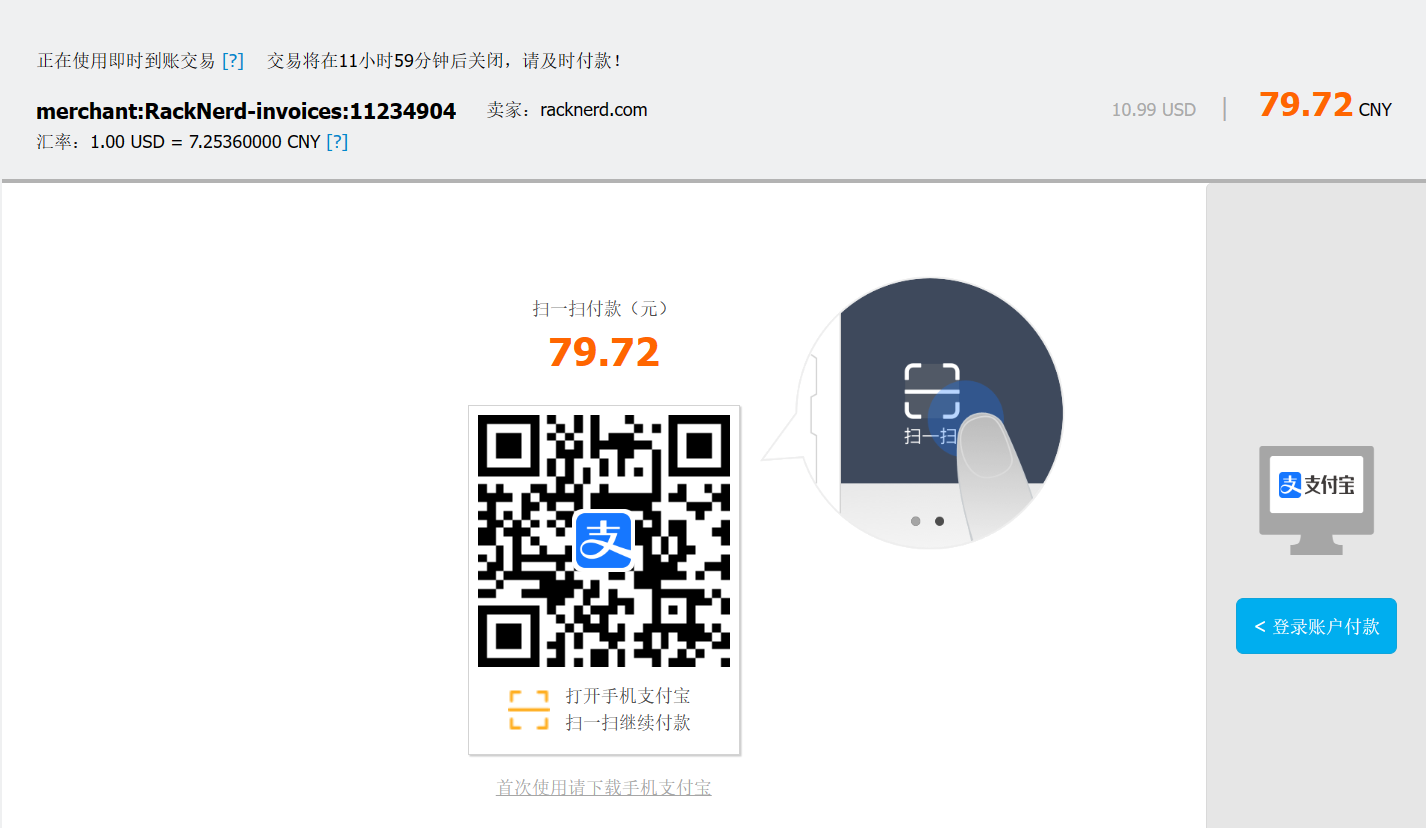 正在使用即时到账交易 [?] 交易将在11小时59分钟后关闭，请及时付款！
merchant:RackNerd-invoices:11234904 卖家：racknerd.com
10.99 USD | 79.72 CNY
汇率：1.00 USD = 7.25360000 CNY [?]
扫一扫付款（元）
79.72
扫一扫
支 支付宝
支
< 登录账户付款
打开手机支付宝
扫一扫继续付款
首次使用请下载手机支付宝